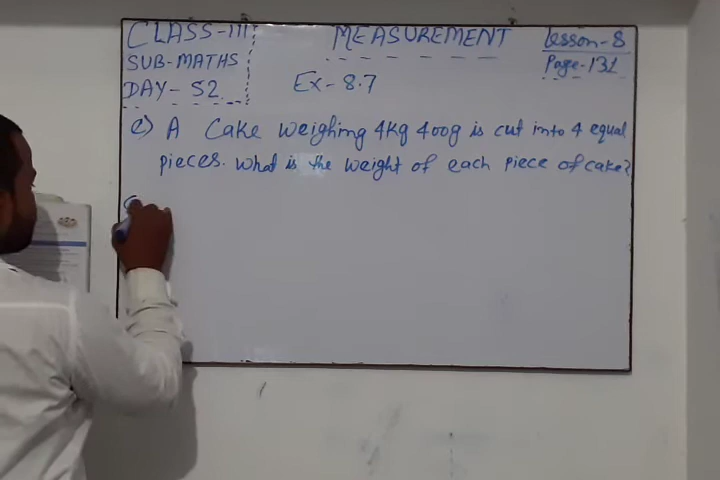 CLASS-III
SUB-MATHS
DAY-52
MEASUREMENT
Ex-8.7
Lesson-8
Page-131
e) A Cake weighing 4kg 400g is cut into 4 equal
pieces. What is the weight of each piece of cake?